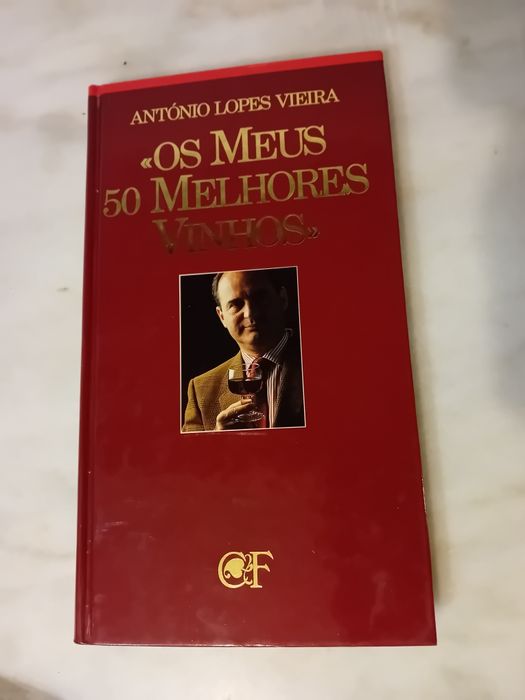 ANTÓNIO LOPES VIEIRA
«OS MEUS
50 MELHORES
VINHOS»
C&F